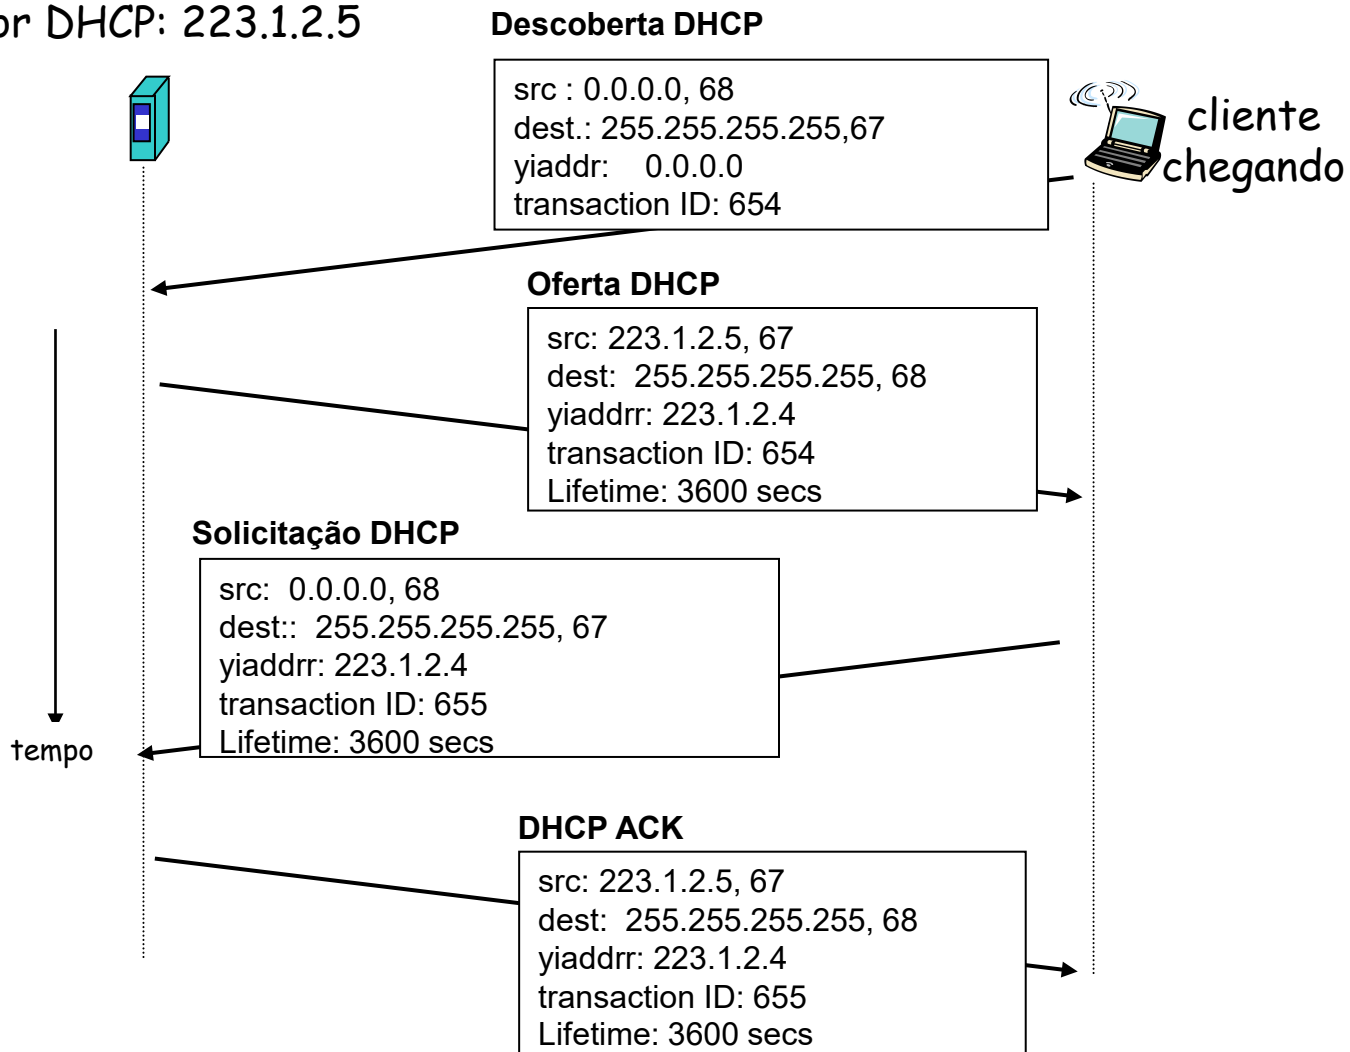 or DHCP: 223.1.2.5
Descoberta DHCP
src : 0.0.0.0, 68
dest.: 255.255.255.255,67
yiaddr: 0.0.0.0
transaction ID: 654
cliente
chegando
Oferta DHCP
src: 223.1.2.5, 67
dest: 255.255.255.255, 68
yiaddrr: 223.1.2.4
transaction ID: 654
Lifetime: 3600 secs
Solicitação DHCP
src: 0.0.0.0, 68
dest:: 255.255.255.255, 67
yiaddrr: 223.1.2.4
transaction ID: 655
Lifetime: 3600 secs
tempo
DHCP ACK
src: 223.1.2.5, 67
dest: 255.255.255.255, 68
yiaddrr: 223.1.2.4
transaction ID: 655
Lifetime: 3600 secs